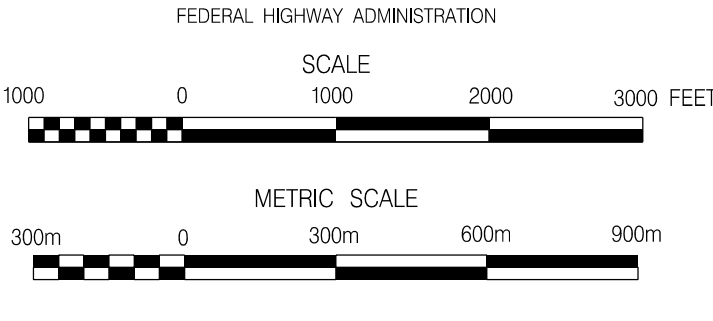 FEDERAL HIGHWAY ADMINISTRATION
SCALE
1000 0 1000 2000 3000 FEET
METRIC SCALE
300m 0 300m 600m 900m